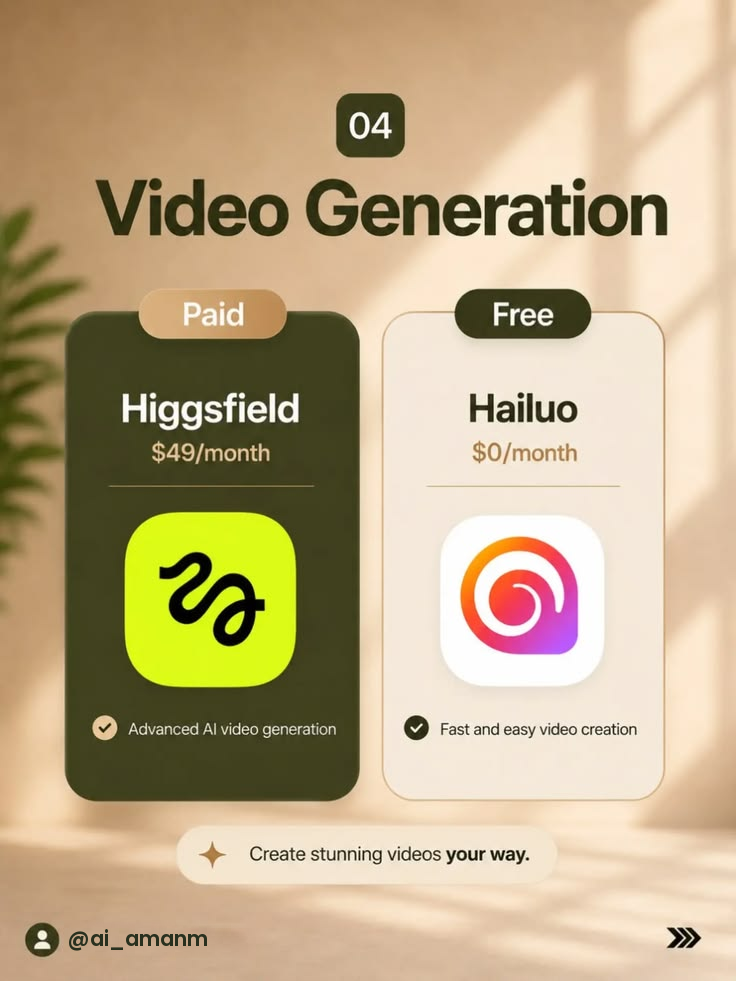 04
Video Generation
Paid
Higgsfield
$49/month
Advanced AI video generation
Free
Hailuo
$0/month
Fast and easy video creation
Create stunning videos your way.
@ai_amanm